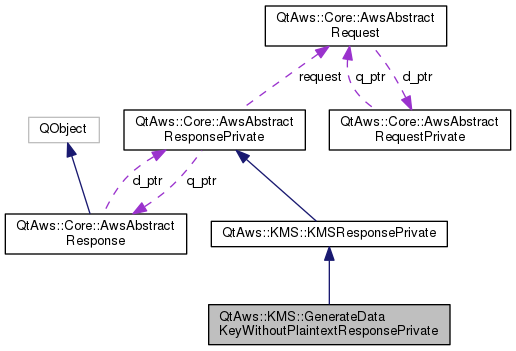 QtAws::Core::AwsAbstract
Request
request
q_ptr
d_ptr
QObject
QtAws::Core::AwsAbstract
ResponsePrivate
QtAws::Core::AwsAbstract
RequestPrivate
d_ptr
q_ptr
QtAws::Core::AwsAbstract
Response
QtAws::KMS::KMSResponsePrivate
QtAws::KMS::GenerateData
KeyWithoutPlaintextResponsePrivate